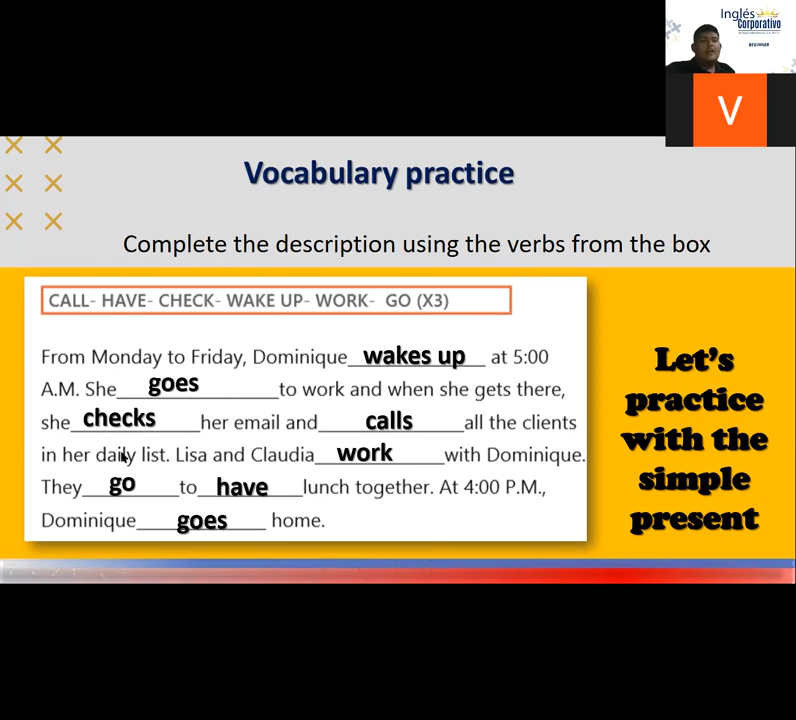 Inglés
Corporativo
BEGINNER
V
Vocabulary practice
Complete the description using the verbs from the box
CALL- HAVE- CHECK- WAKE UP- WORK- GO (X3)
From Monday to Friday, Dominique wakes up at 5:00
A.M. She goes to work and when she gets there,
she checks her email and calls all the clients
in her daily list. Lisa and Claudia work with Dominique.
They go to have lunch together. At 4:00 P.M.,
Dominique goes home.
Let's
practice
with the
simple
present